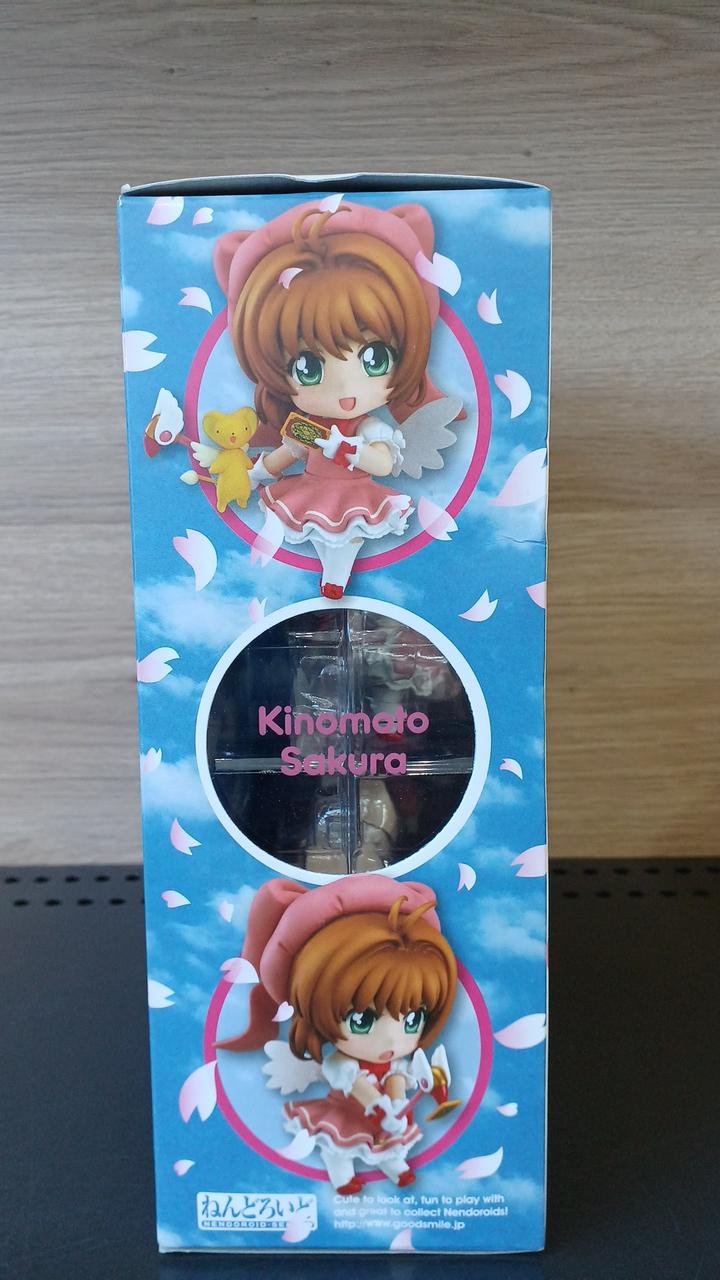 Kinomoto
Sakura
ねんどろいど
NENDOROID-SE
Cute to look at, fun to play with
and great to collect Nendoroids!
http://www.goodsmile.jp